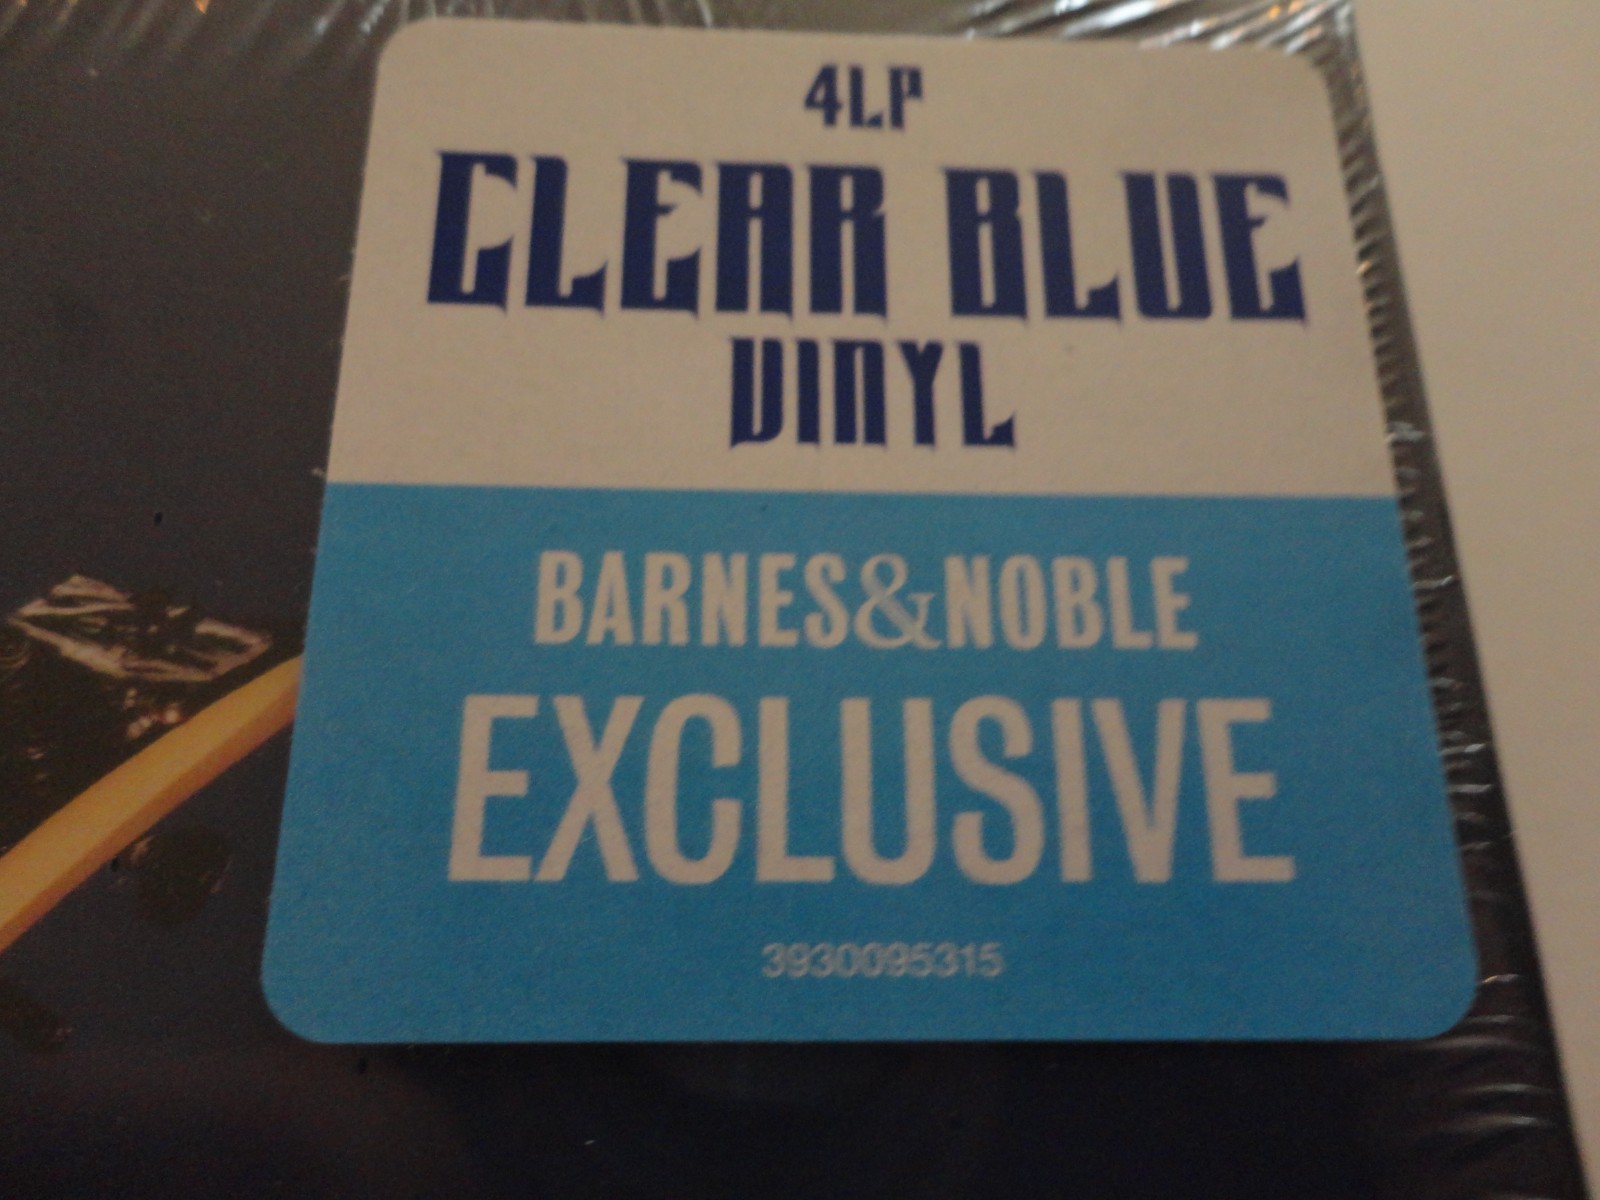 4LP
CLEAR BLUE
VINYL
BARNES&NOBLE
EXCLUSIVE
3930095315